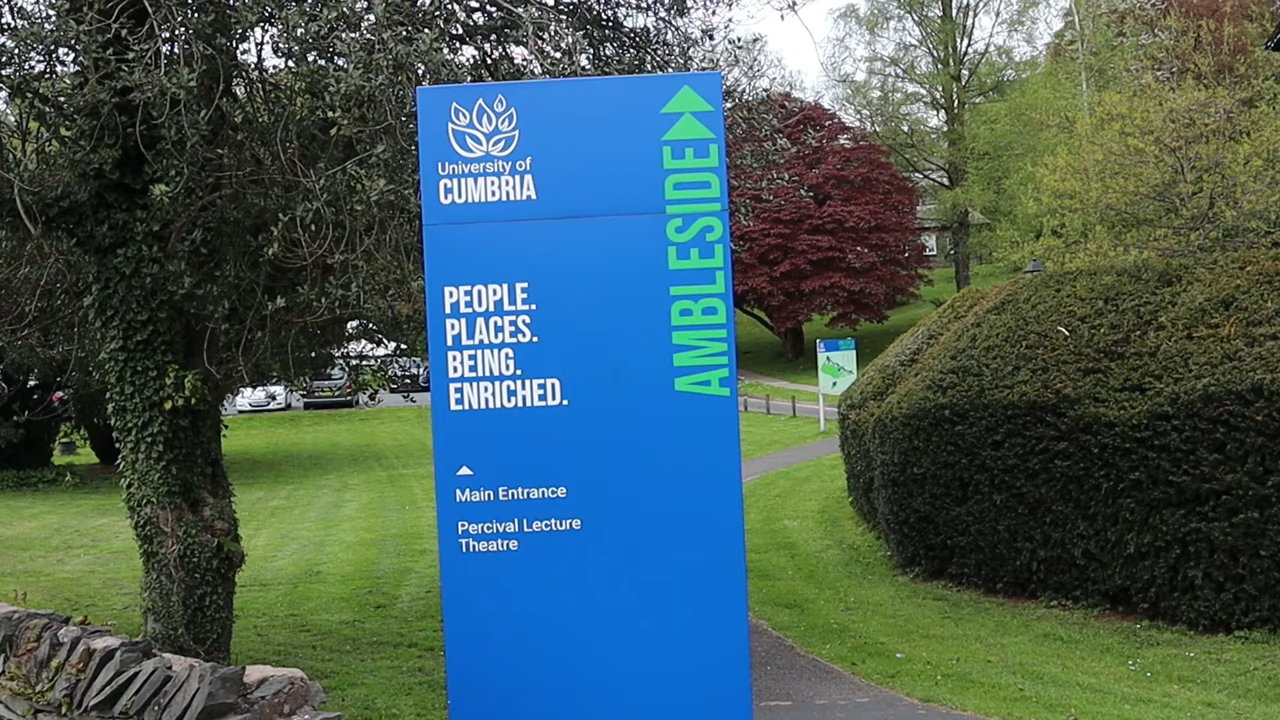 University of
CUMBRIA
AMBLESIDE
PEOPLE.
PLACES.
BEING.
ENRICHED.
Main Entrance
Percival Lecture
Theatre